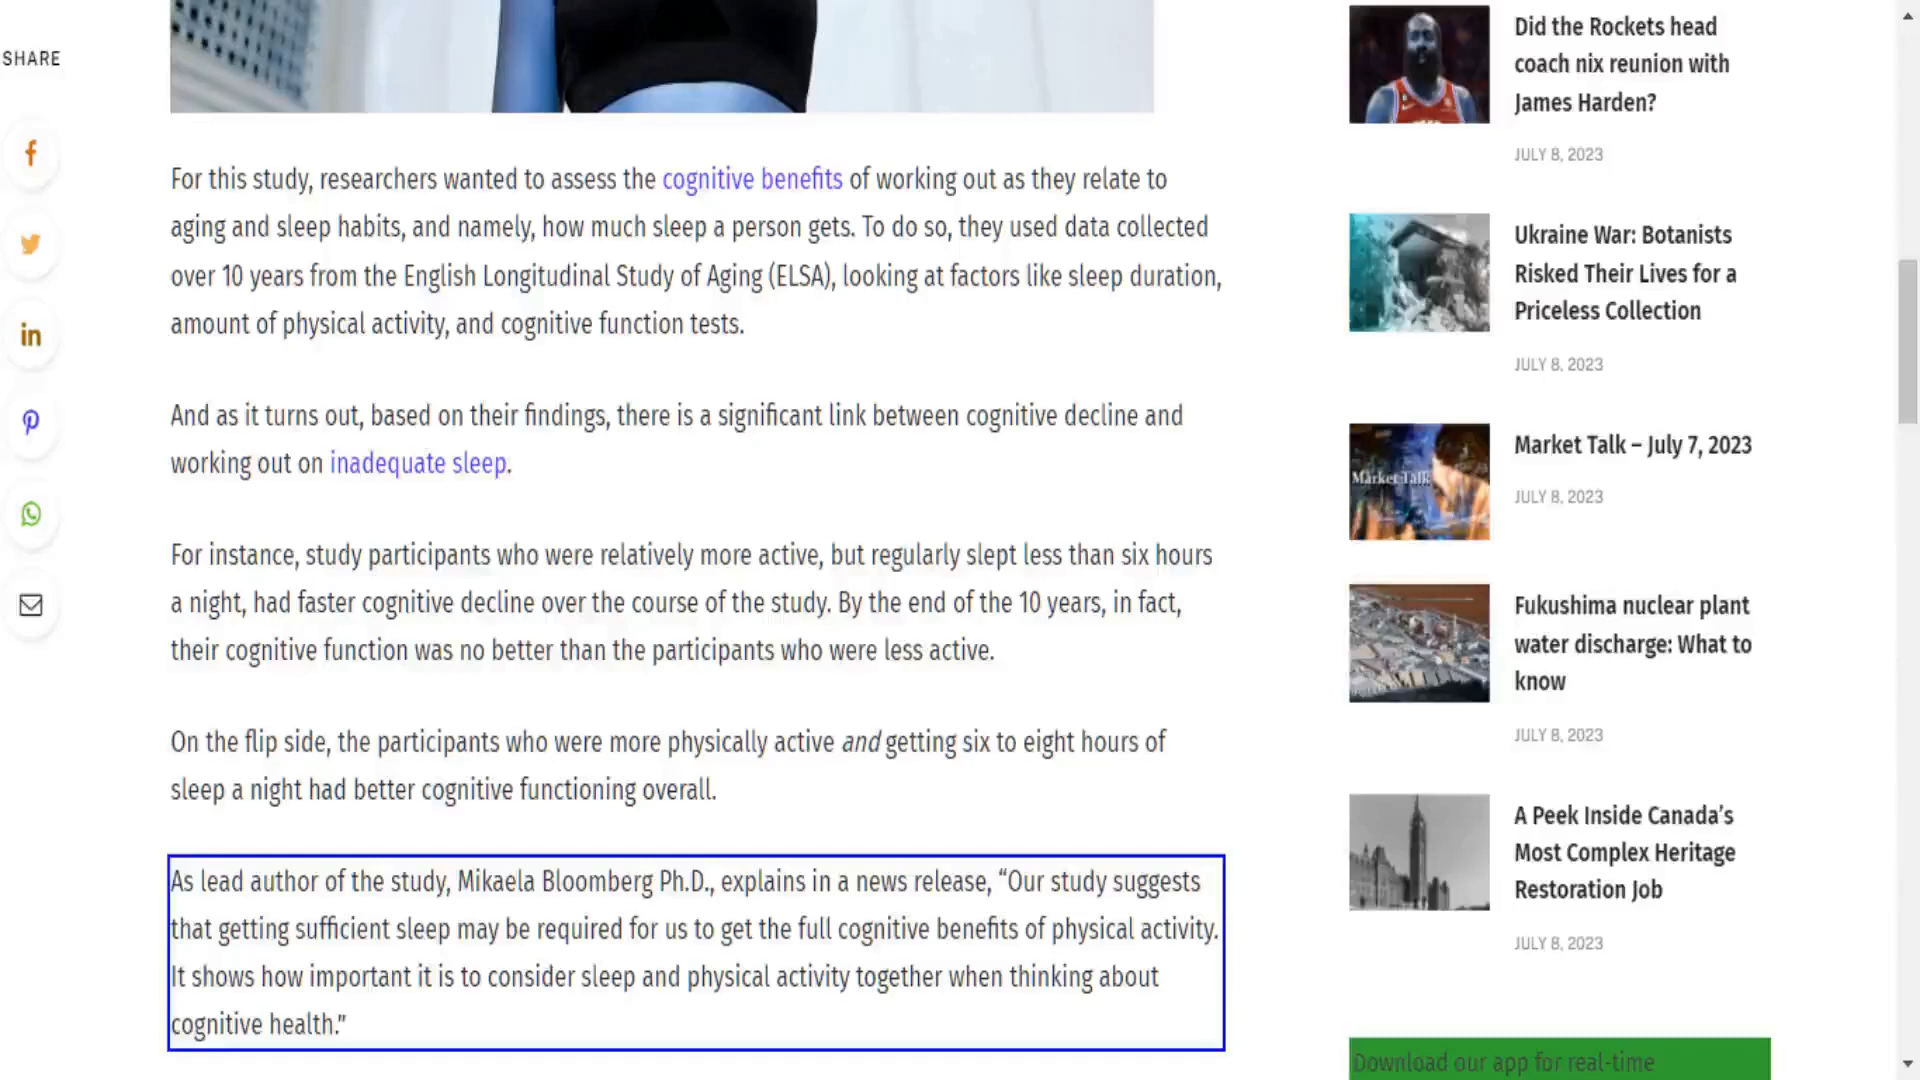 SHARE
For this study, researchers wanted to assess the cognitive benefits of working out as they relate to
aging and sleep habits, and namely, how much sleep a person gets. To do so, they used data collected
over 10 years from the English Longitudinal Study of Aging (ELSA), looking at factors like sleep duration,
amount of physical activity, and cognitive function tests.
And as it turns out, based on their findings, there is a significant link between cognitive decline and
working out on inadequate sleep.
For instance, study participants who were relatively more active, but regularly slept less than six hours
a night, had faster cognitive decline over the course of the study. By the end of the 10 years, in fact,
their cognitive function was no better than the participants who were less active.
On the flip side, the participants who were more physically active and getting six to eight hours of
sleep a night had better cognitive functioning overall.
As lead author of the study, Mikaela Bloomberg Ph.D., explains in a news release, “Our study suggests
that getting sufficient sleep may be required for us to get the full cognitive benefits of physical activity.
It shows how important it is to consider sleep and physical activity together when thinking about
cognitive health.”
Did the Rockets head
coach nix reunion with
James Harden?
JULY 8, 2023
Ukraine War: Botanists
Risked Their Lives for a
Priceless Collection
JULY 8, 2023
Market Talk
Market Talk – July 7, 2023
JULY 8, 2023
Fukushima nuclear plant
water discharge: What to
know
JULY 8, 2023
A Peek Inside Canada’s
Most Complex Heritage
Restoration Job
JULY 8, 2023
Download our app for real-time